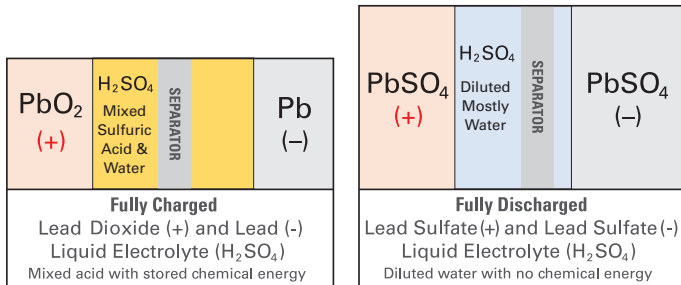 PbO₂
(+)
H₂SO₄
Mixed
Sulfuric
Acid &
Water
SEPARATOR
Pb
(–)
Fully Charged
Lead Dioxide (+) and Lead (-)
Liquid Electrolyte (H₂SO₄)
Mixed acid with stored chemical energy
PbSO₄
(+)
H₂SO₄
Diluted
Mostly
Water
SEPARATOR
PbSO₄
(–)
Fully Discharged
Lead Sulfate (+) and Lead Sulfate (-)
Liquid Electrolyte (H₂SO₄)
Diluted water with no chemical energy